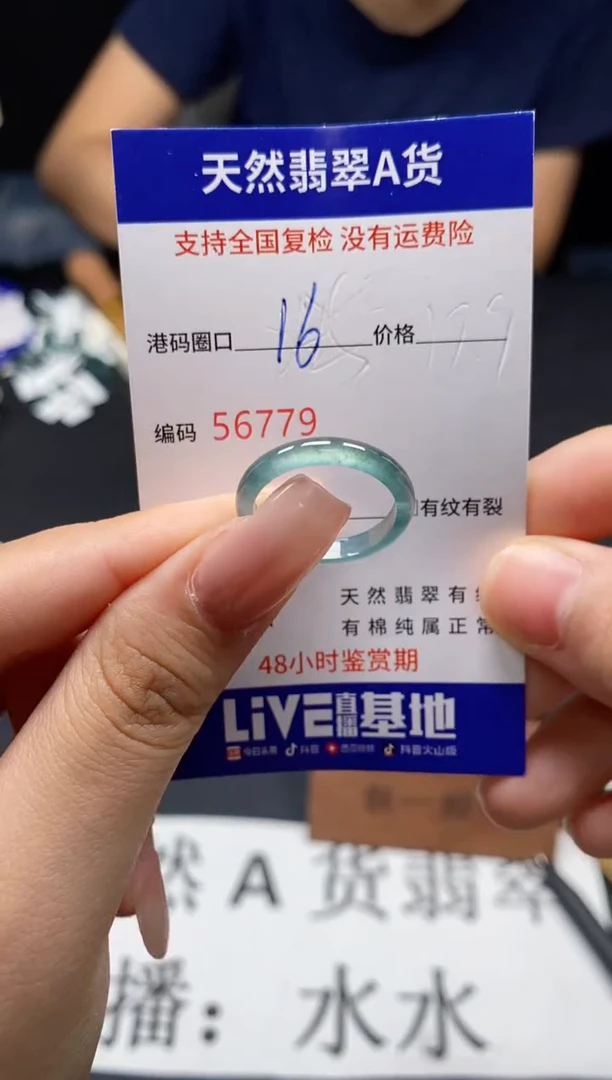 天然翡翠A货
支持全国复检 没有运费险
港码圈口 16 价格
编码 56779
有纹有裂
天然翡翠有
有棉纯属正常
48小时鉴赏期
LiVE直播基地
今日头条 抖音 西瓜视频 抖音火山版
然A货翡翠
播：水水